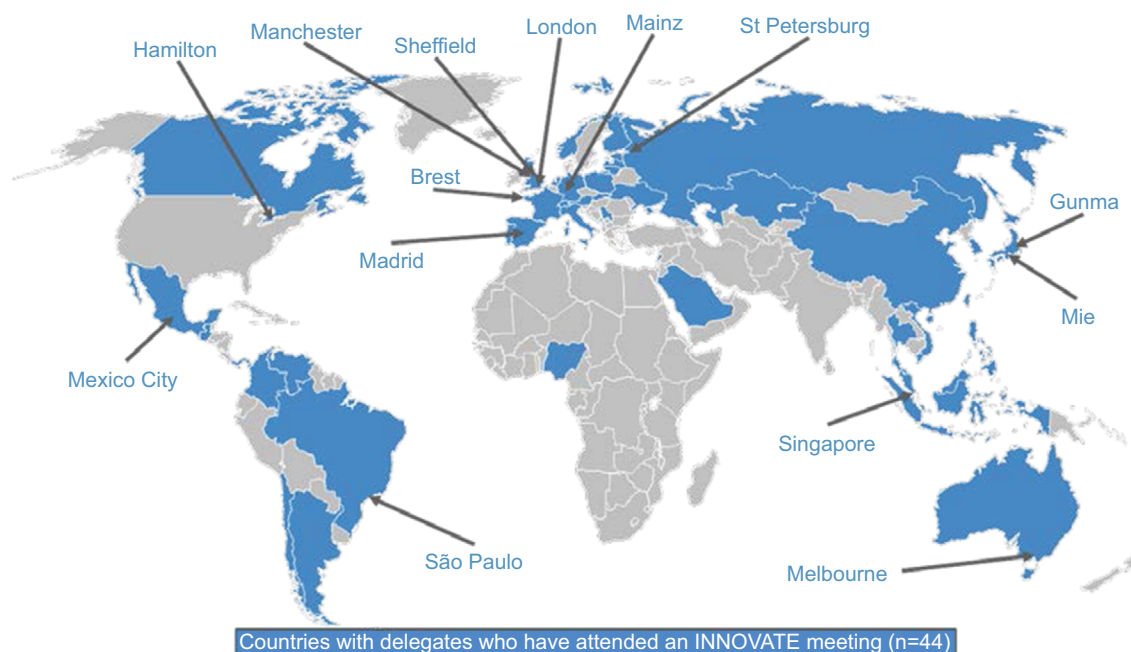 Hamilton
Manchester
Sheffield
London
Mainz
St Petersburg
Brest
Madrid
Gunma
Mie
Mexico City
Singapore
São Paulo
Melbourne
Countries with delegates who have attended an INNOVATE meeting (n=44)